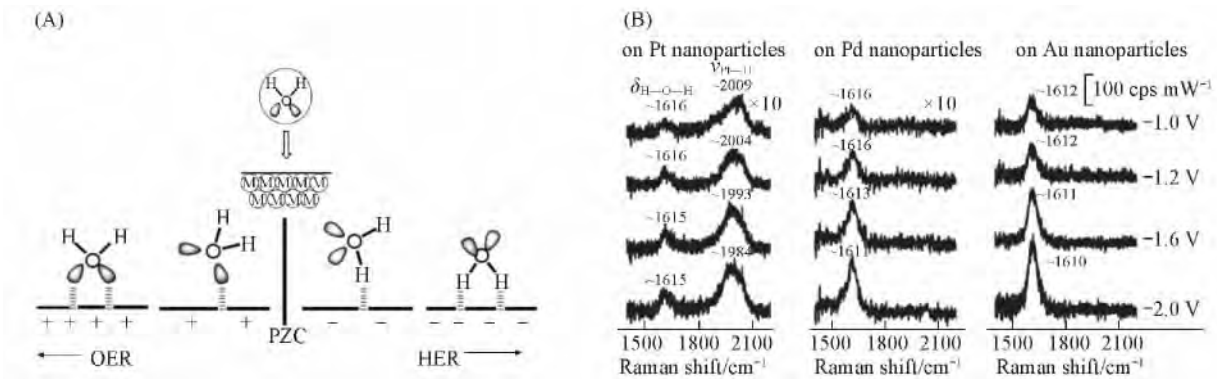 (A)
H H
O
M M M M M
M M M M
H H
O
H
O H
O H
H
O
H H
+ + + +
+ +
PZC
− −
− − − −
OER
HER
(B)
on Pt nanoparticles
on Pd nanoparticles
on Au nanoparticles
δH—O—H
νPt—H
~1616
~2009
×10
~1616
×10
~1612
100 cps mW⁻¹
−1.0 V
~1616
~2004
~1616
~1612
−1.2 V
~1615
~1993
~1613
~1611
−1.6 V
~1615
~1984
~1611
~1610
−2.0 V
1500 1800 2100
1500 1800 2100
1500 1800 2100
Raman shift/cm⁻¹
Raman shift/cm⁻¹
Raman shift/cm⁻¹